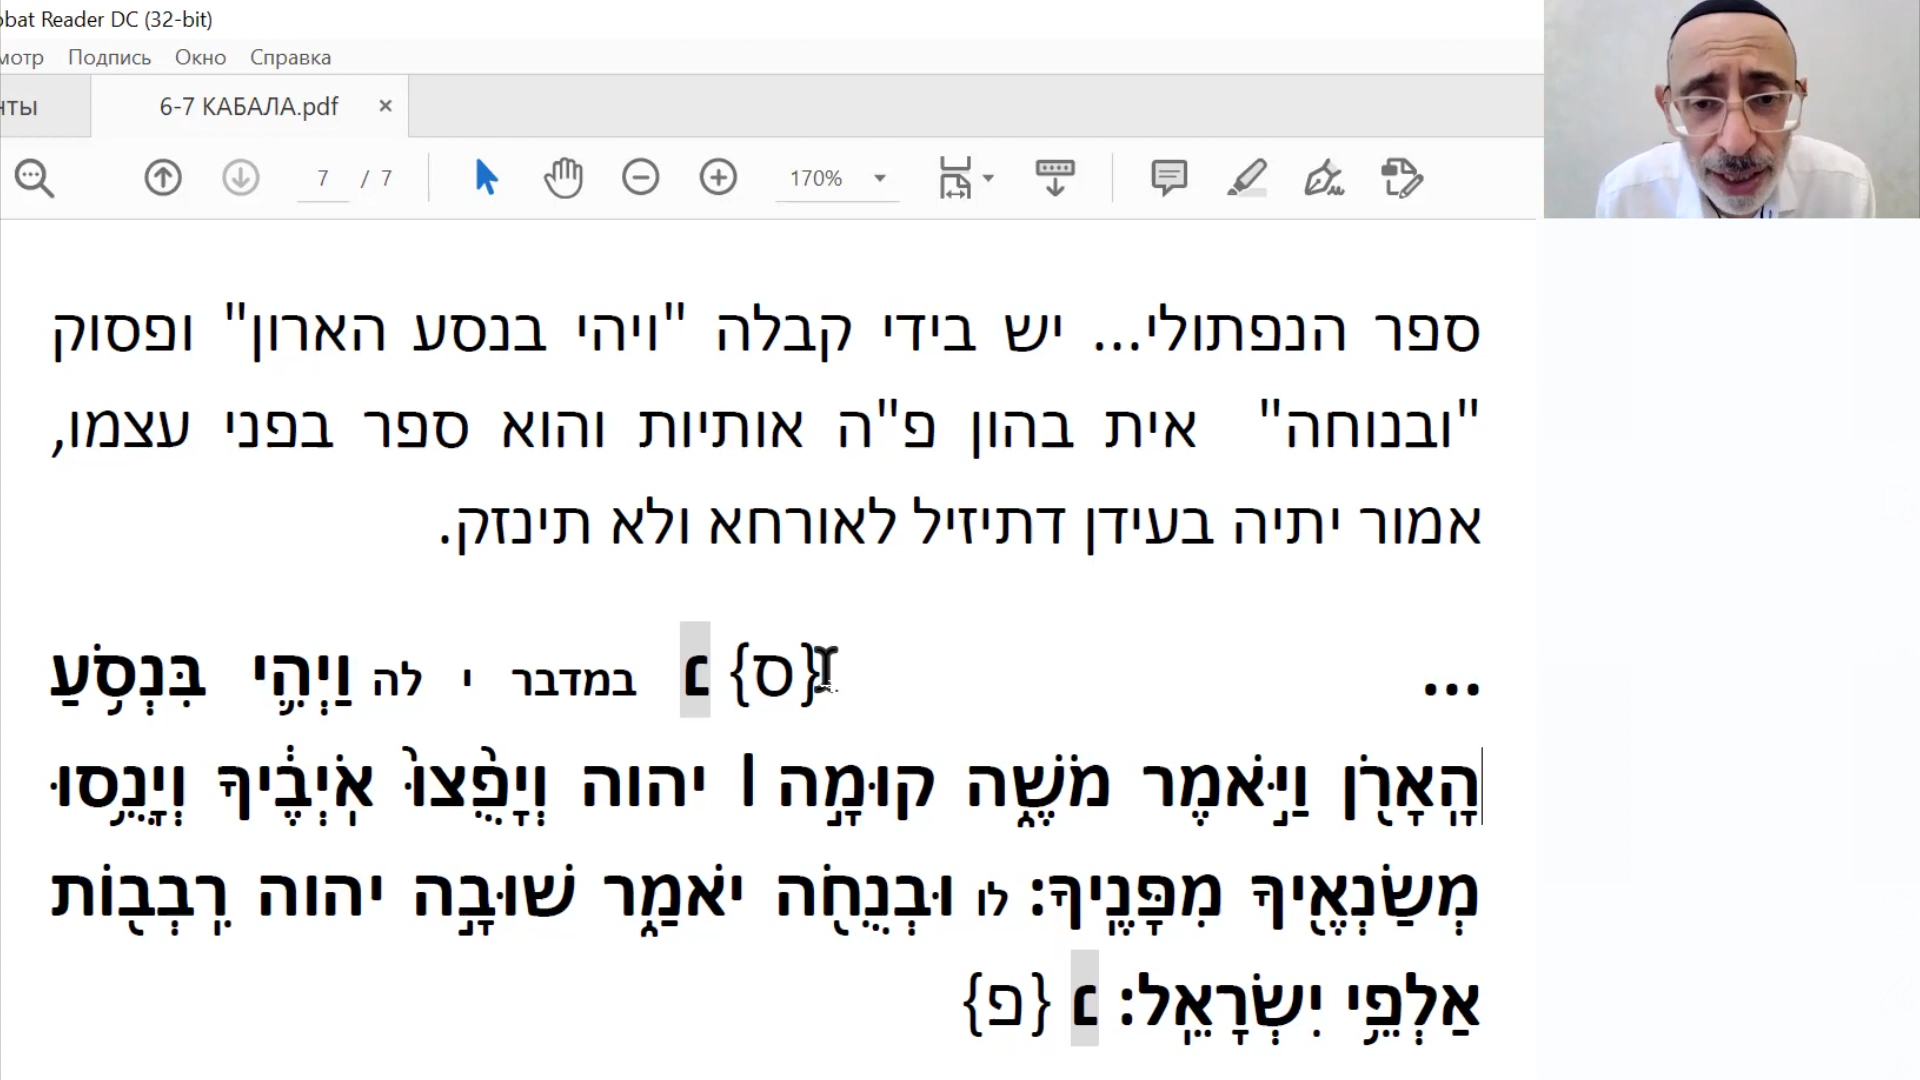 obat Reader DC (32-bit)
мотр Подпись Окно Справка
нты 6-7 КАБАЛА.pdf ×
7 / 7 170%
ספר הנפתולי... יש בידי קבלה "ויהי בנסע הארון" ופסוק
"ובנוחה" אית בהון פ"ה אותיות והוא ספר בפני עצמו,
אמור יתיה בעידן דתיזיל לאורחא ולא תינזק.
... {ס} ׆ במדבר י לה וַיְהִ֛י בִּנְסֹ֥עַ
הָאָרֹ֖ן וַיֹּ֣אמֶר מֹשֶׁ֑ה קוּמָ֣ה ׀ יהוה וְיָפֻ֙צוּ֙ אֹֽיְבֶ֔יךָ וְיָנֻ֥סוּ
מְשַׂנְאֶ֖יךָ מִפָּנֶֽיךָ׃ לו וּבְנֻחֹ֖ה יֹאמַ֑ר שׁוּבָ֣ה יהוה רִֽבְב֖וֹת
אַלְפֵ֥י יִשְׂרָאֵֽל׃ ׆ {פ}